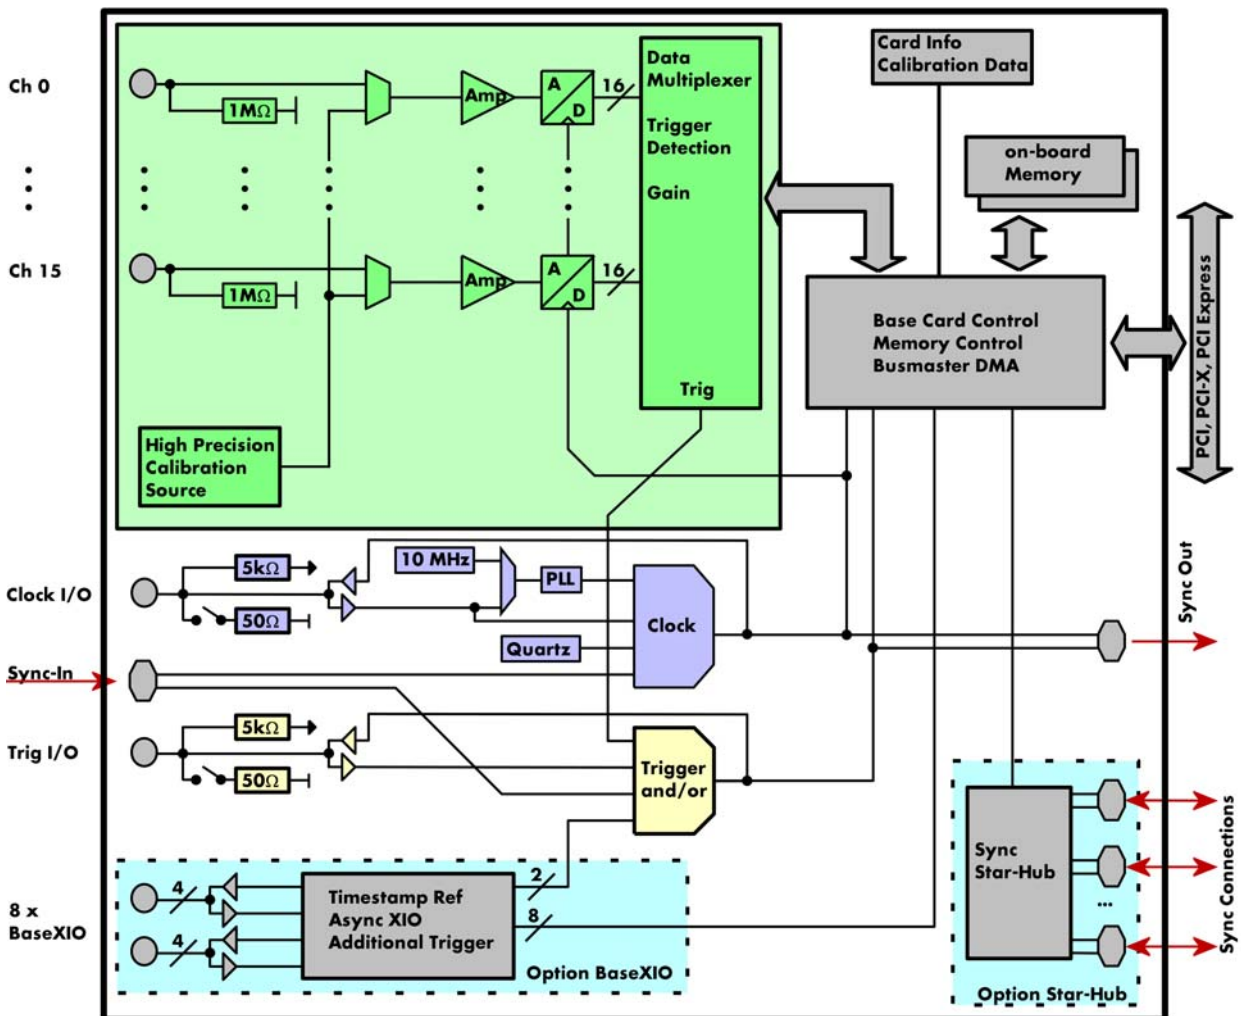 Ch 0
1MΩ
Amp
A
D
16
Data
Multiplexer
Trigger
Detection
Gain
Trig
Card Info
Calibration Data
on-board
Memory
Ch 15
1MΩ
Amp
A
D
16
Base Card Control
Memory Control
Busmaster DMA
PCI, PCI-X, PCI Express
High Precision
Calibration
Source
Clock I/O
5kΩ
50Ω
10 MHz
PLL
Quartz
Clock
Sync Out
Sync-In
Trig I/O
5kΩ
50Ω
Trigger
and/or
8 x
BaseXIO
4
4
Timestamp Ref
Async XIO
Additional Trigger
2
8
Option BaseXIO
Sync
Star-Hub
...
Option Star-Hub
Sync Connections